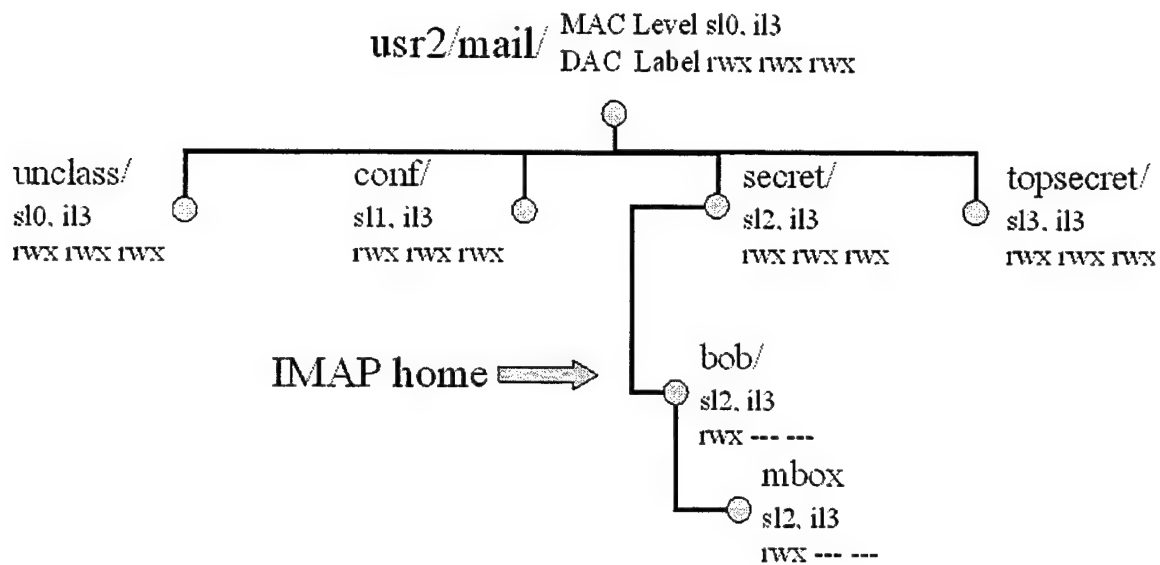 usr2/mail/ MAC Level sl0, il3
DAC Label rwx rwx rwx
unclass/
sl0, il3
rwx rwx rwx
conf/
sl1, il3
rwx rwx rwx
secret/
sl2, il3
rwx rwx rwx
topsecret/
sl3, il3
rwx rwx rwx
IMAP home
bob/
sl2, il3
rwx --- ---
mbox
sl2, il3
rwx --- ---